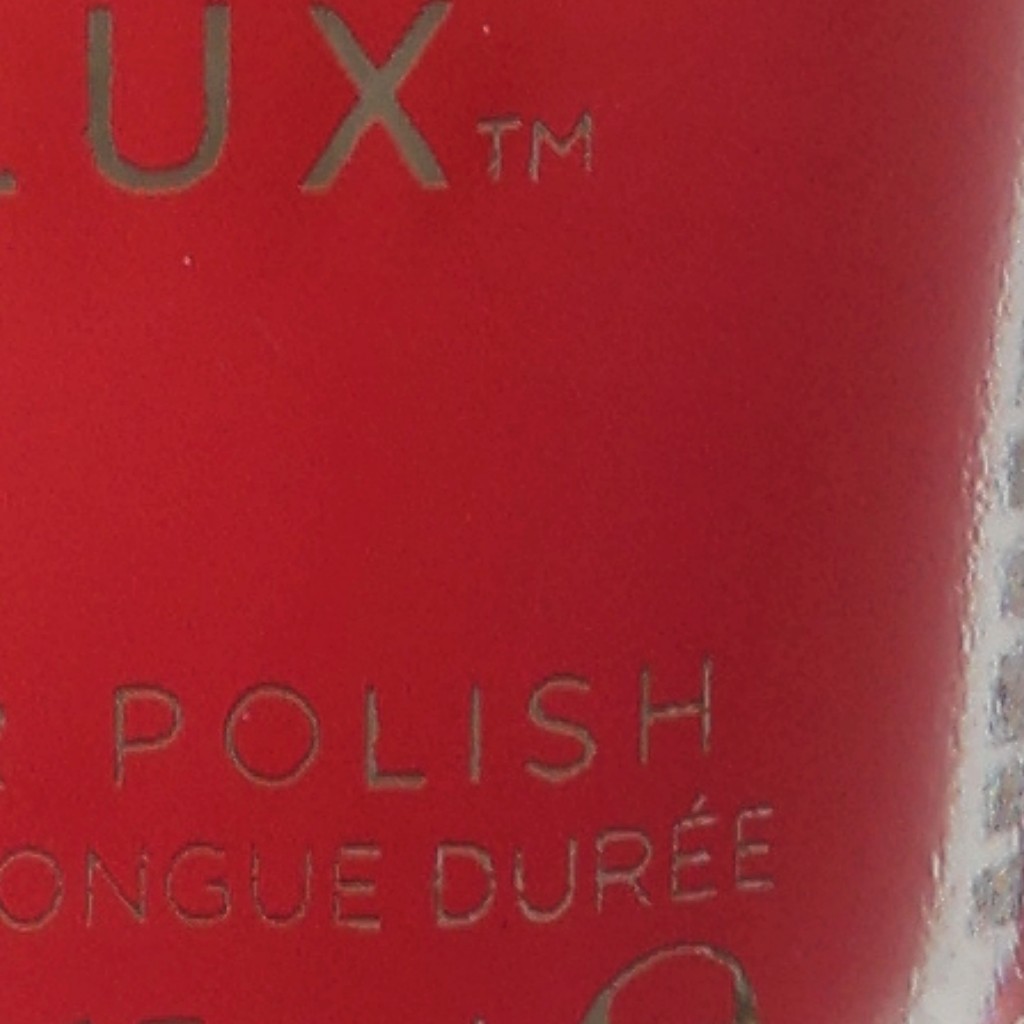 LUX™
R POLISH
ONGUE DURÉE